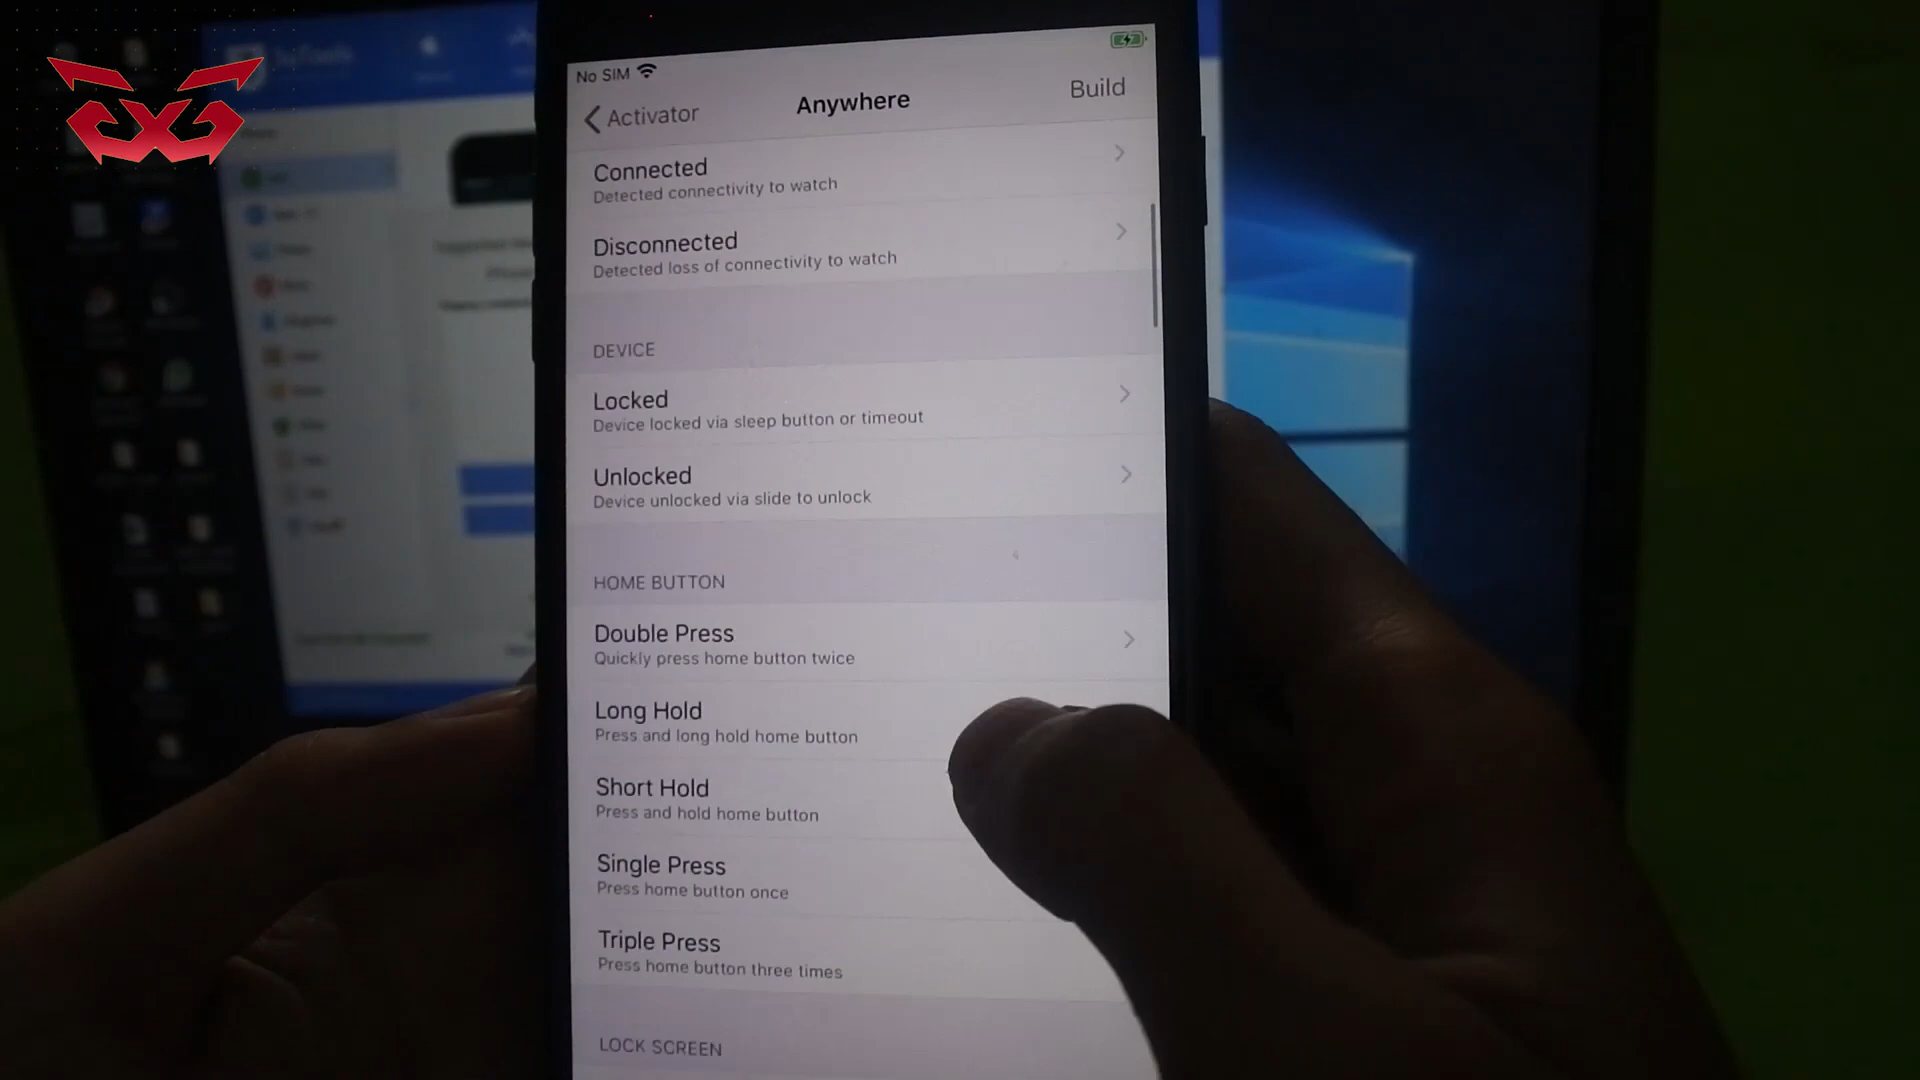 No SIM
Activator
Anywhere
Build
Connected
Detected connectivity to watch
Disconnected
Detected loss of connectivity to watch
DEVICE
Locked
Device locked via sleep button or timeout
Unlocked
Device unlocked via slide to unlock
HOME BUTTON
Double Press
Quickly press home button twice
Long Hold
Press and long hold home button
Short Hold
Press and hold home button
Single Press
Press home button once
Triple Press
Press home button three times
LOCK SCREEN